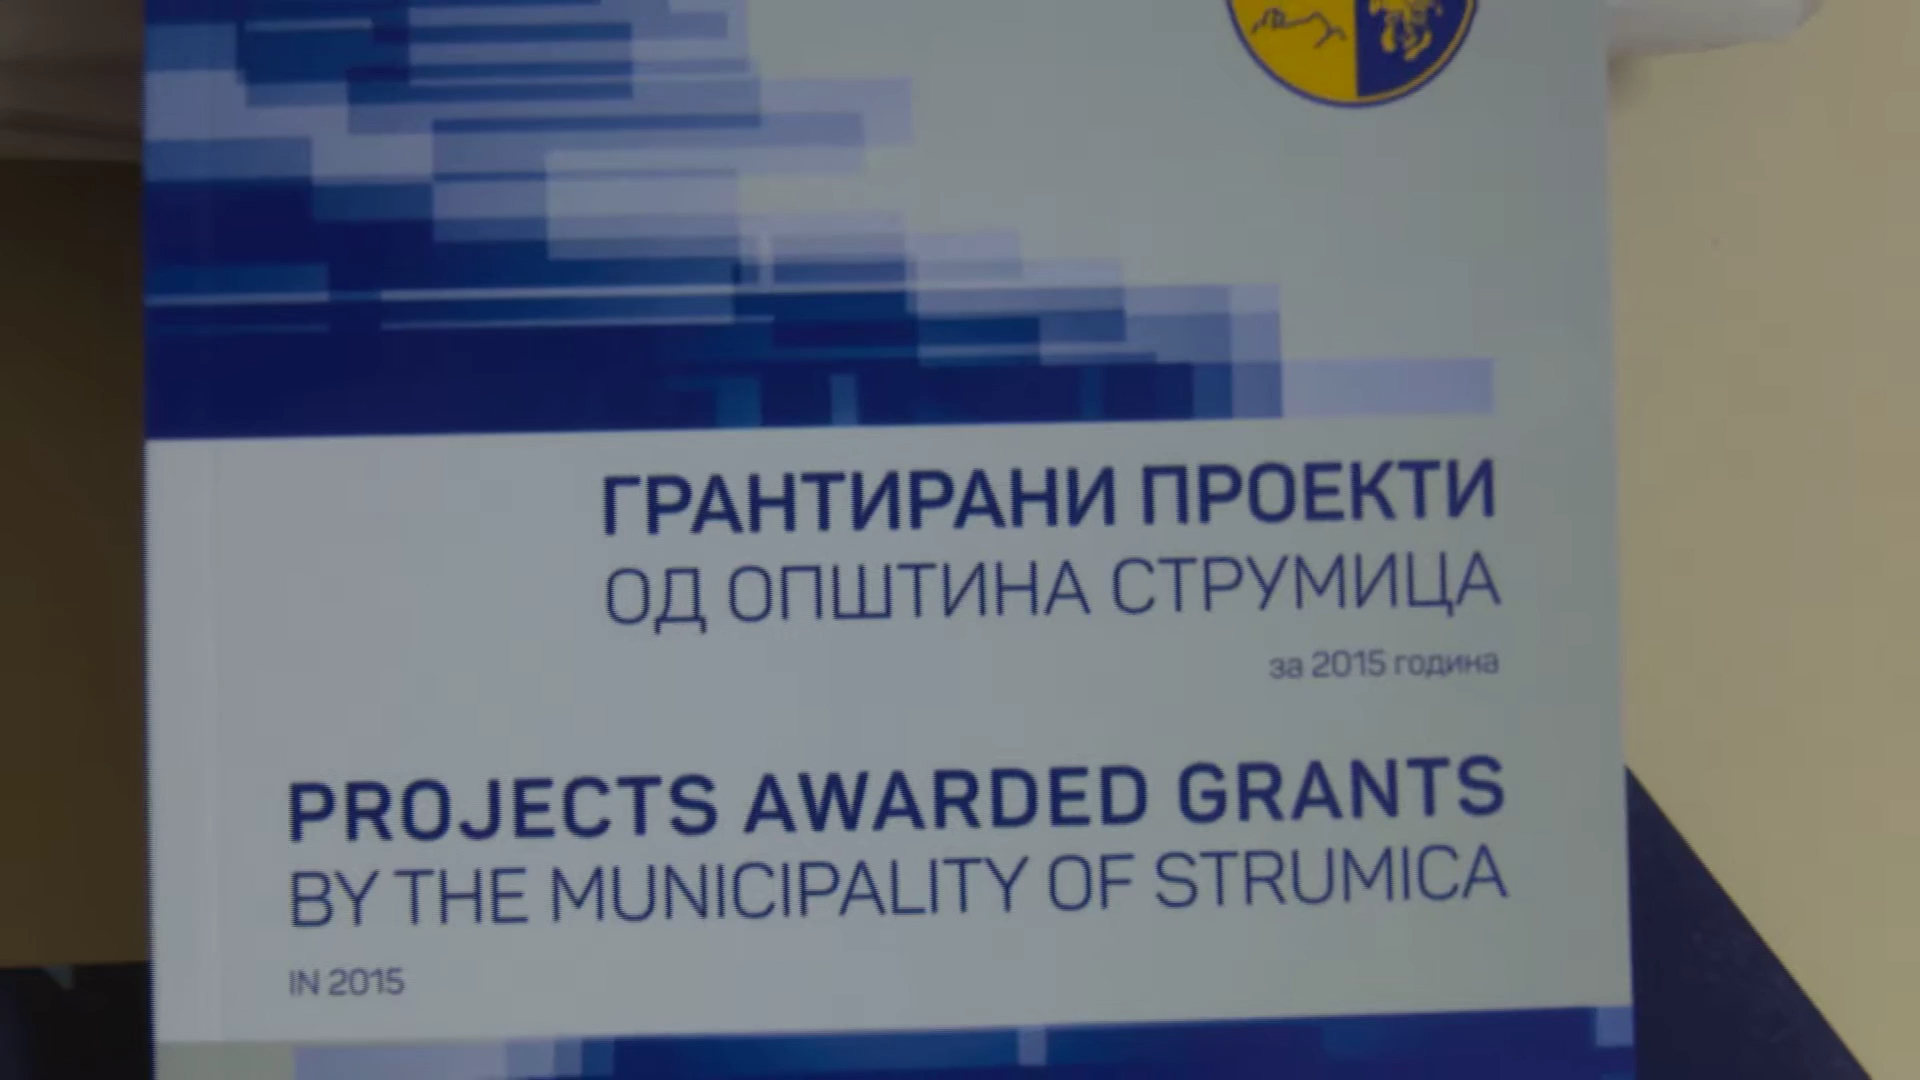 ГРАНТИРАНИ ПРОЕКТИ
ОД ОПШТИНА СТРУМИЦА
за 2015 година
PROJECTS AWARDED GRANTS
BY THE MUNICIPALITY OF STRUMICA
IN 2015